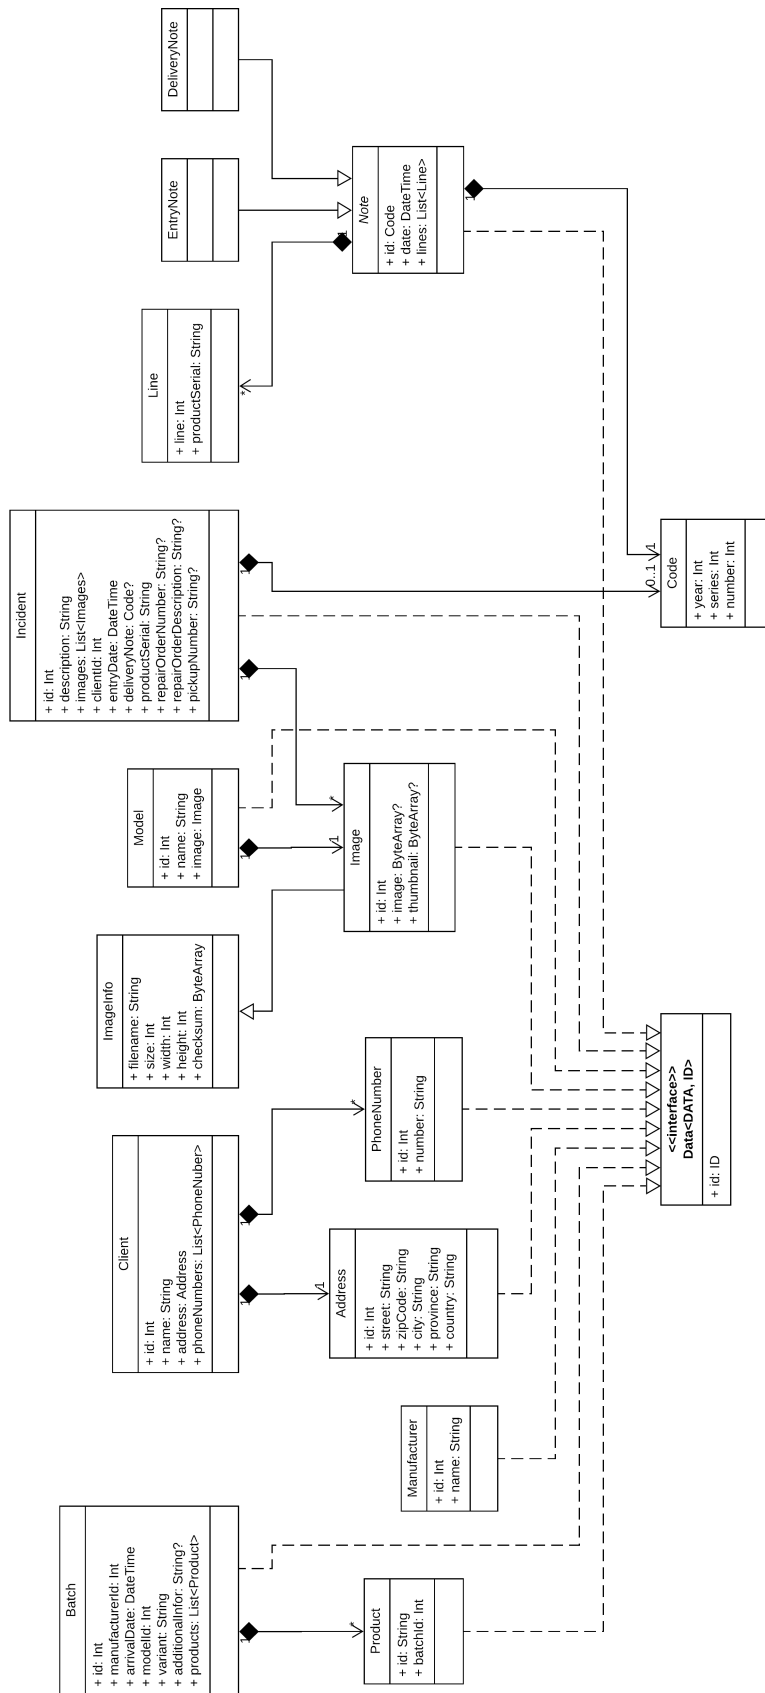 Batch
+ id: Int
+ manufacturerId: Int
+ arrivalDate: DateTime
+ modelId: Int
+ variant: String
+ additionalInfor: String?
+ products: List<Product>
1
*
Product
+ id: String
+ batchId: Int
Manufacturer
+ id: Int
+ name: String
Client
+ id: Int
+ name: String
+ address: Address
+ phoneNumbers: List<PhoneNuber>
1
1
1
*
Address
+ id: Int
+ street: String
+ zipCode: String
+ city: String
+ province: String
+ country: String
PhoneNumber
+ id: Int
+ number: String
ImageInfo
+ filename: String
+ size: Int
+ width: Int
+ height: Int
+ checksum: ByteArray
Model
+ id: Int
+ name: String
+ image: Image
1
1
*
Image
+ id: Int
+ image: ByteArray?
+ thumbnail: ByteArray?
Incident
+ id: Int
+ description: String
+ images: List<Images>
+ clientId: Int
+ entryDate: DateTime
+ deliveryNote: Code?
+ productSerial: String
+ repairOrderNumber: String?
+ repairOrderDescription: String?
+ pickupNumber: String?
1
1
Line
+ line: Int
+ productSerial: String
*
EntryNote
DeliveryNote
1
Note
+ id: Code
+ date: DateTime
+ lines: List<Line>
1
0..1
1
Code
+ year: Int
+ series: Int
+ number: Int
<<interface>>
Data<DATA, ID>
+ id: ID